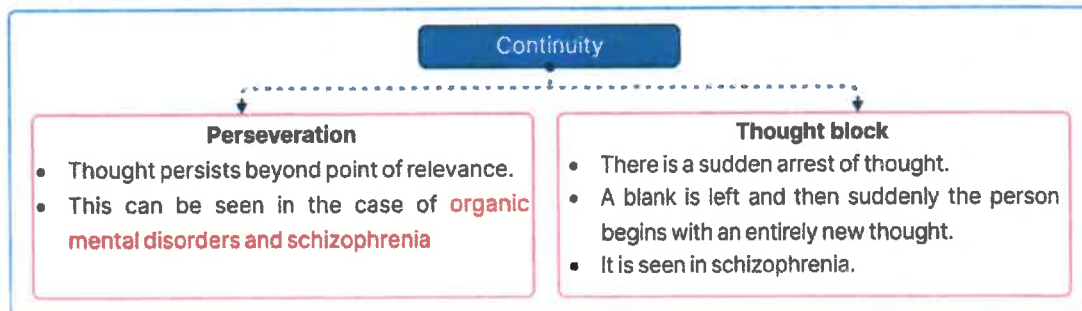 Continuity
Perseveration
• Thought persists beyond point of relevance.
• This can be seen in the case of organic
mental disorders and schizophrenia
Thought block
• There is a sudden arrest of thought.
• A blank is left and then suddenly the person
begins with an entirely new thought.
• It is seen in schizophrenia.